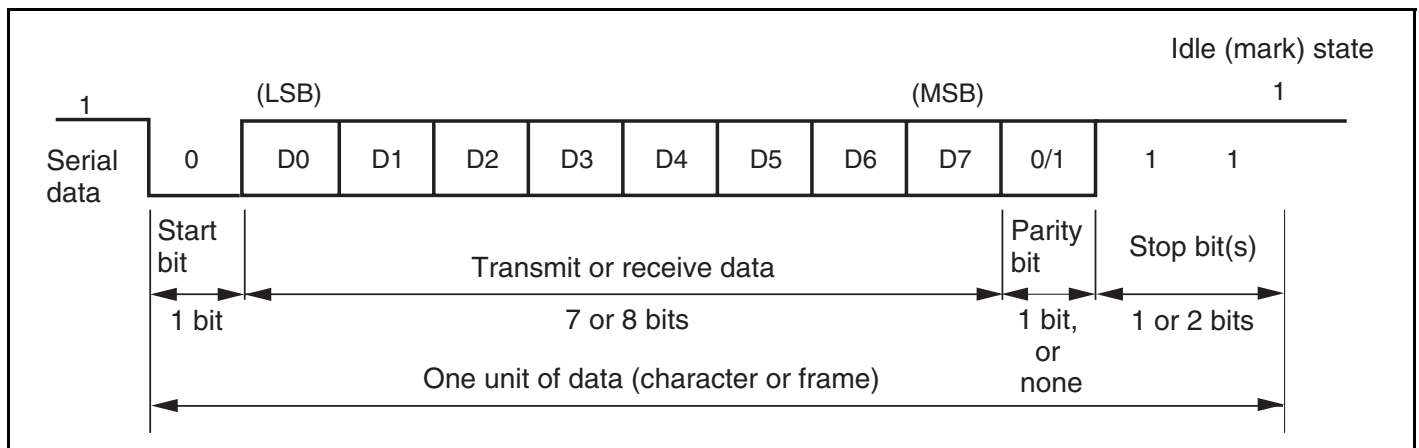 Idle (mark) state
1 (LSB) (MSB) 1
Serial data
0 D0 D1 D2 D3 D4 D5 D6 D7 0/1 1 1
Start bit
Transmit or receive data
Parity bit
Stop bit(s)
1 bit
7 or 8 bits
1 bit, or none
1 or 2 bits
One unit of data (character or frame)